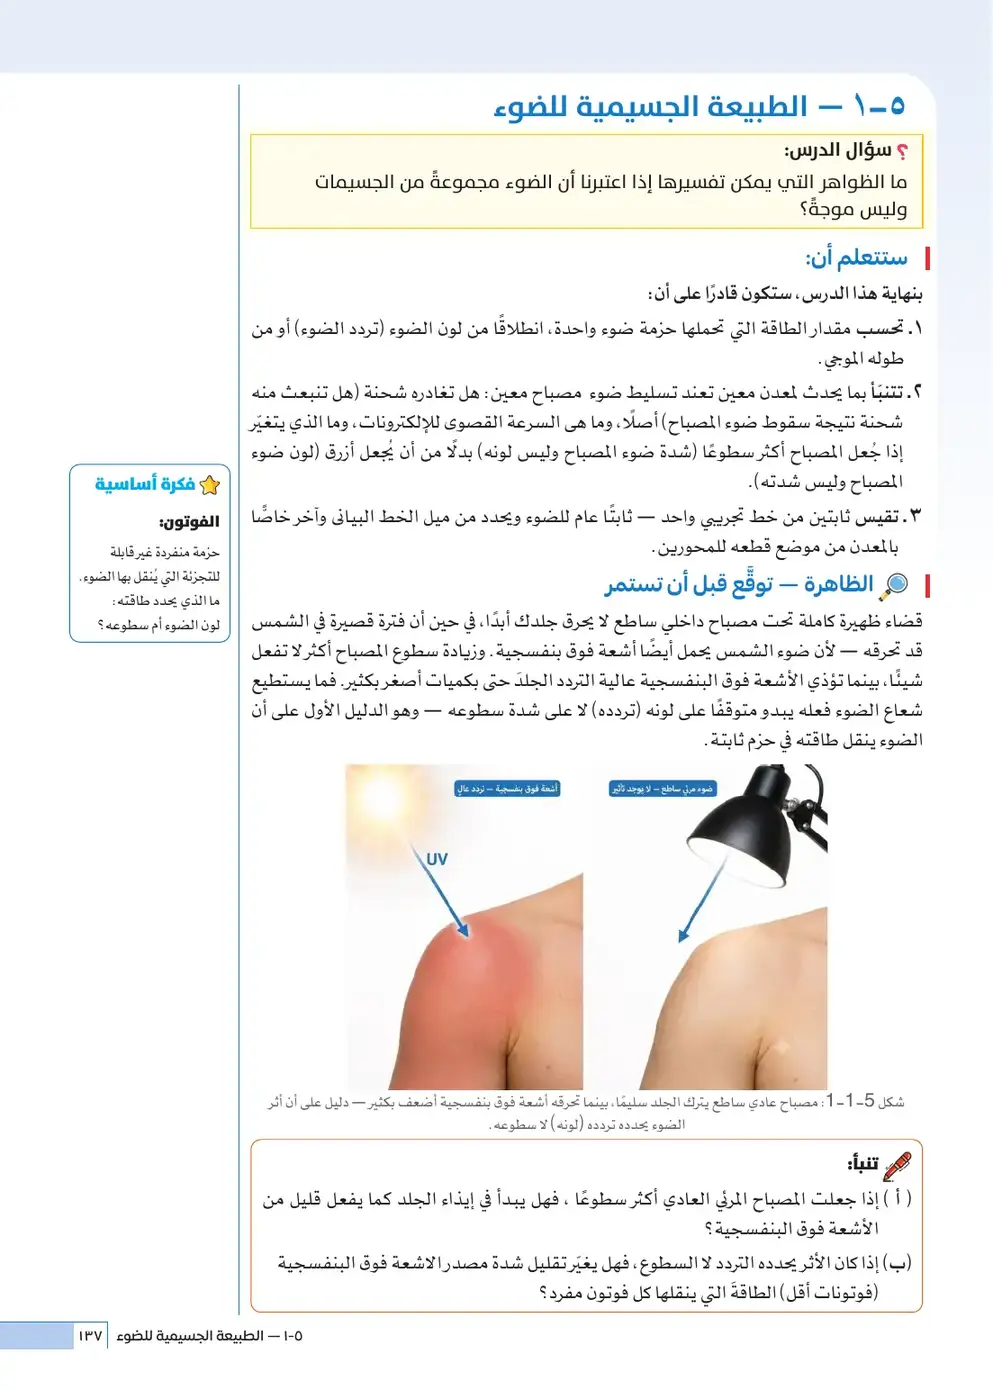 ٥-١ — الطبيعة الجسيمية للضوء
؟ سؤال الدرس:
ما الظواهر التي يمكن تفسيرها إذا اعتبرنا أن الضوء مجموعةً من الجسيمات
وليس موجةً؟
ستتعلم أن:
بنهاية هذا الدرس، ستكون قادرًا على أن:
١. تحسب مقدار الطاقة التي تحملها حزمة ضوء واحدة، انطلاقًا من لون الضوء (تردد الضوء) أو من
طوله الموجي.
٢. تتنبّأ بما يحدث لمعدن معين تعند تسليط ضوء مصباح معين: هل تغادره شحنة (هل تنبعث منه
شحنة نتيجة سقوط ضوء المصباح) أصلًا، وما هى السرعة القصوى للإلكترونات، وما الذي يتغيّر
إذا جُعل المصباح أكثر سطوعًا (شدة ضوء المصباح وليس لونه) بدلًا من أن يُجعل أزرق (لون ضوء
المصباح وليس شدته).
٣. تقيس ثابتين من خط تجريبي واحد — ثابتًا عام للضوء ويحدد من ميل الخط البيانى وآخر خاصًّا
بالمعدن من موضع قطعه للمحورين.
فكرة أساسية
الفوتون:
حزمة منفردة غير قابلة
للتجزئة التي يُنقل بها الضوء.
ما الذي يحدد طاقته:
لون الضوء أم سطوعه؟
الظاهرة — توقَّع قبل أن تستمر
قضاء ظهيرة كاملة تحت مصباح داخلي ساطع لا يحرق جلدك أبدًا، في حين أن فترة قصيرة في الشمس
قد تحرقه — لأن ضوء الشمس يحمل أيضًا أشعة فوق بنفسجية. وزيادة سطوع المصباح أكثر لا تفعل
شيئًا، بينما تؤذي الأشعة فوق البنفسجية عالية التردد الجلدَ حتى بكميات أصغر بكثير. فما يستطيع
شعاع الضوء فعله يبدو متوقفًا على لونه (تردده) لا على شدة سطوعه — وهو الدليل الأول على أن
الضوء ينقل طاقته في حزم ثابتة.
ضوء مرئي ساطع – لا يوجد تأثير
أشعة فوق بنفسجية – تردد عالٍ
UV
شكل 5-1-1: مصباح عادي ساطع يترك الجلد سليمًا، بينما تحرقه أشعة فوق بنفسجية أضعف بكثير — دليل على أن أثر
الضوء يحدده تردده (لونه) لا سطوعه.
تنبأ:
(أ) إذا جعلت المصباح المرئي العادي أكثر سطوعًا ، فهل يبدأ في إيذاء الجلد كما يفعل قليل من
الأشعة فوق البنفسجية؟
(ب) إذا كان الأثر يحدده التردد لا السطوع، فهل يغيّر تقليل شدة مصدر الاشعة فوق البنفسجية
(فوتونات أقل) الطاقةَ التي ينقلها كل فوتون مفرد؟
٥-١ — الطبيعة الجسيمية للضوء
١٣٧